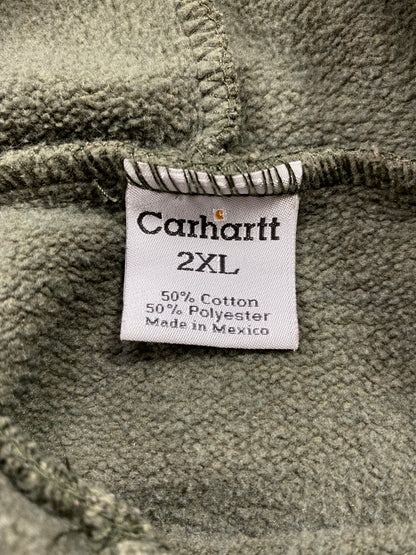 Carhartt
2XL
50% Cotton
50% Polyester
Made in Mexico